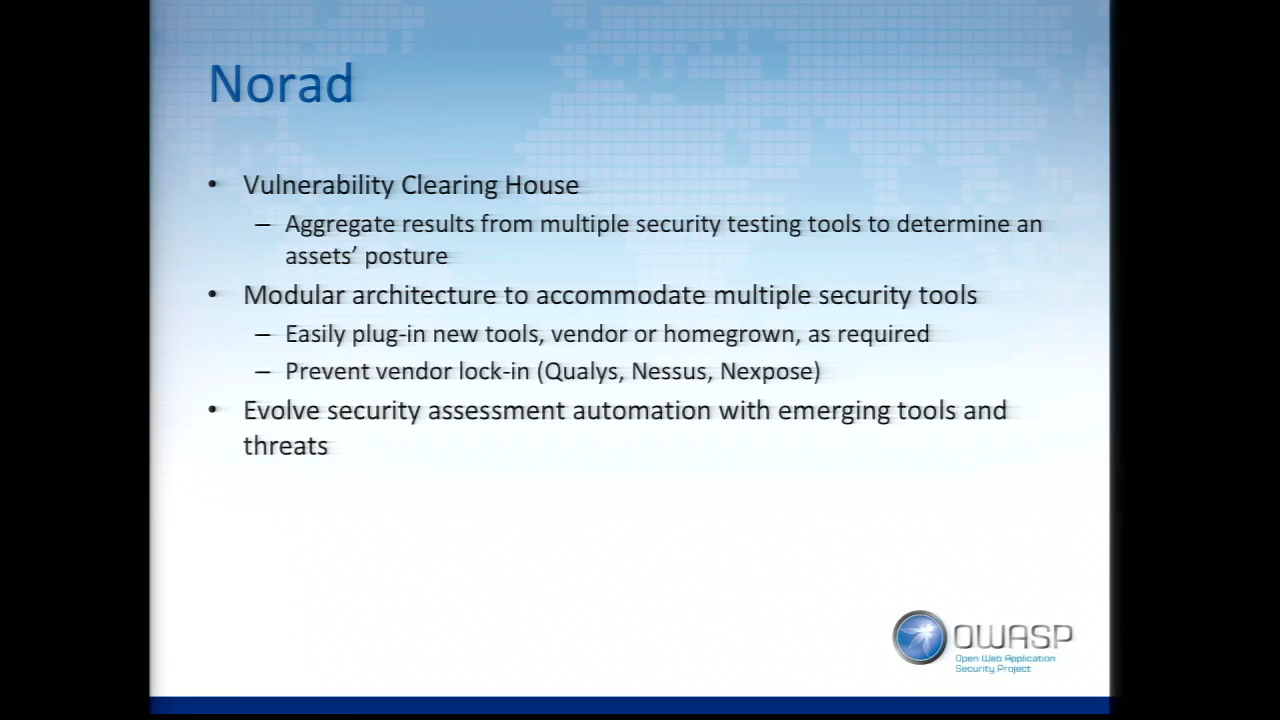 Norad
• Vulnerability Clearing House
– Aggregate results from multiple security testing tools to determine an
assets’ posture
• Modular architecture to accommodate multiple security tools
– Easily plug-in new tools, vendor or homegrown, as required
– Prevent vendor lock-in (Qualys, Nessus, Nexpose)
• Evolve security assessment automation with emerging tools and
threats
OWASP
Open Web Application
Security Project